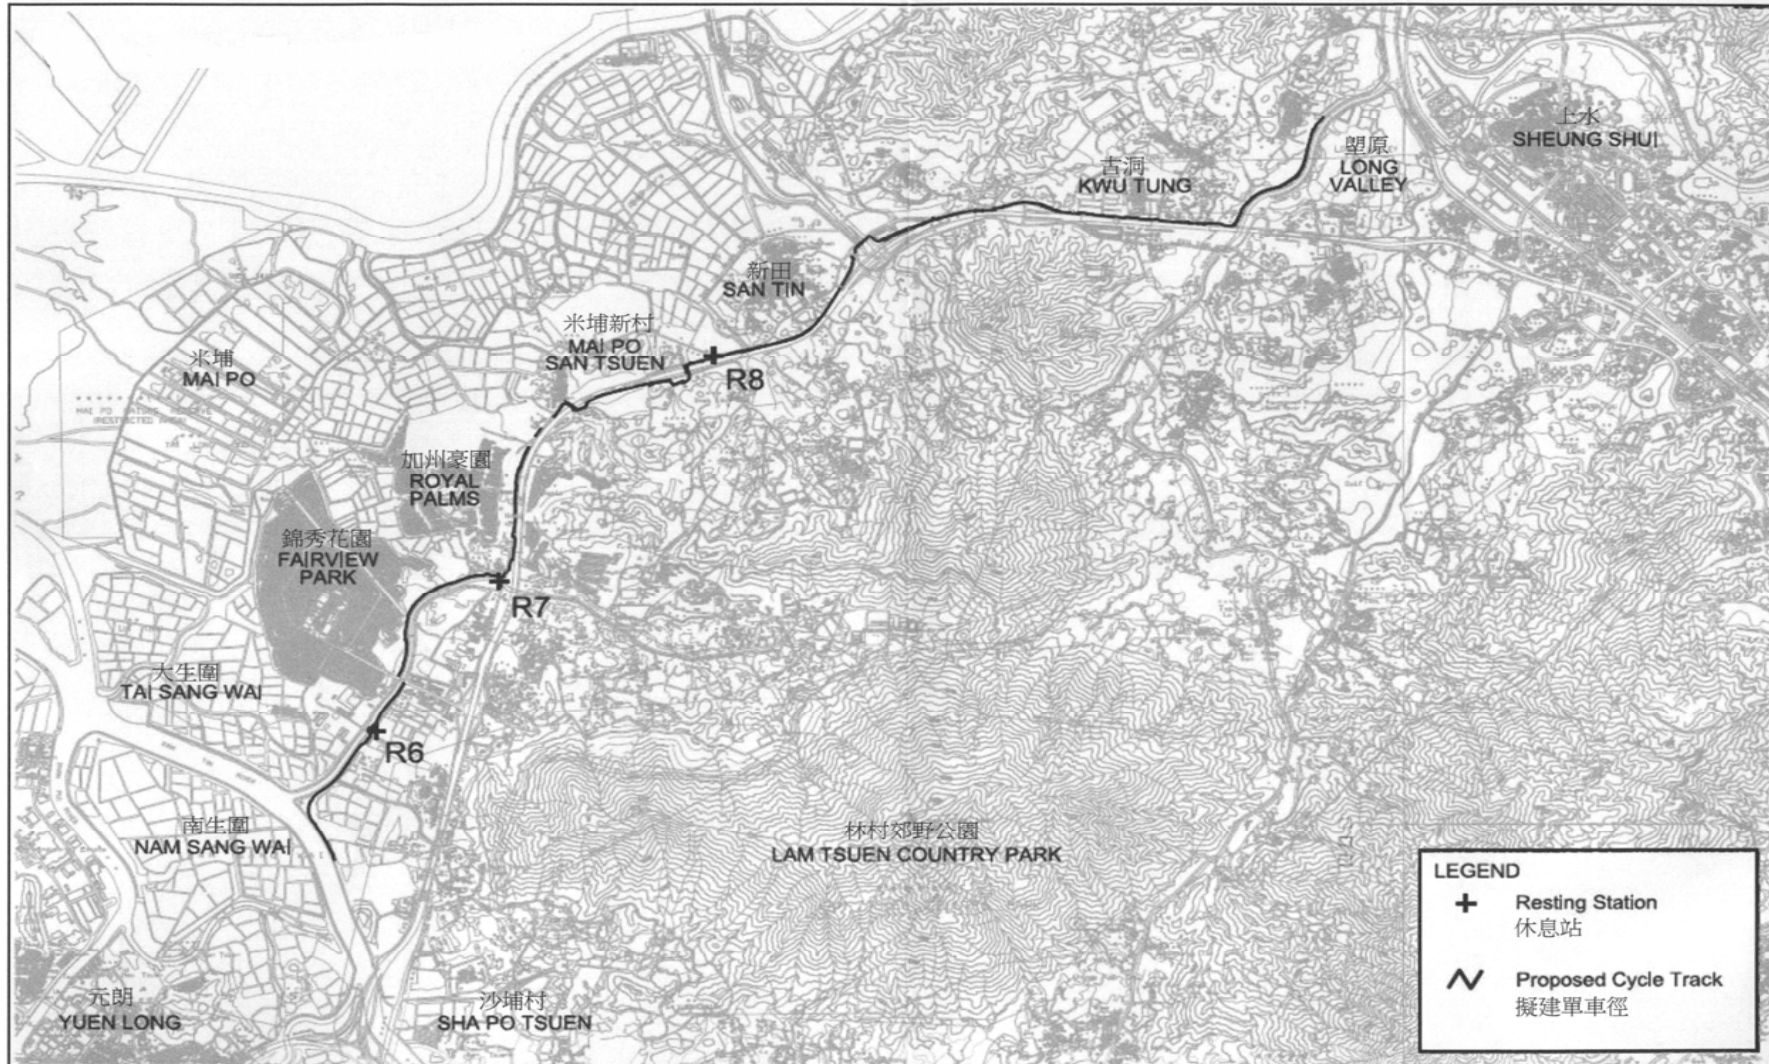 上水
SHEUNG SHUI
塱原
LONG
VALLEY
古洞
KWU TUNG
新田
SAN TIN
米埔新村
MAI PO
SAN TSUEN
R8
米埔
MAI PO
加州豪園
ROYAL
PALMS
錦秀花園
FAIRVIEW
PARK
R7
大生圍
TAI SANG WAI
R6
南生圍
NAM SANG WAI
林村郊野公園
LAM TSUEN COUNTRY PARK
元朗
YUEN LONG
沙埔村
SHA PO TSUEN
LEGEND
Resting Station
休息站
Proposed Cycle Track
擬建單車徑